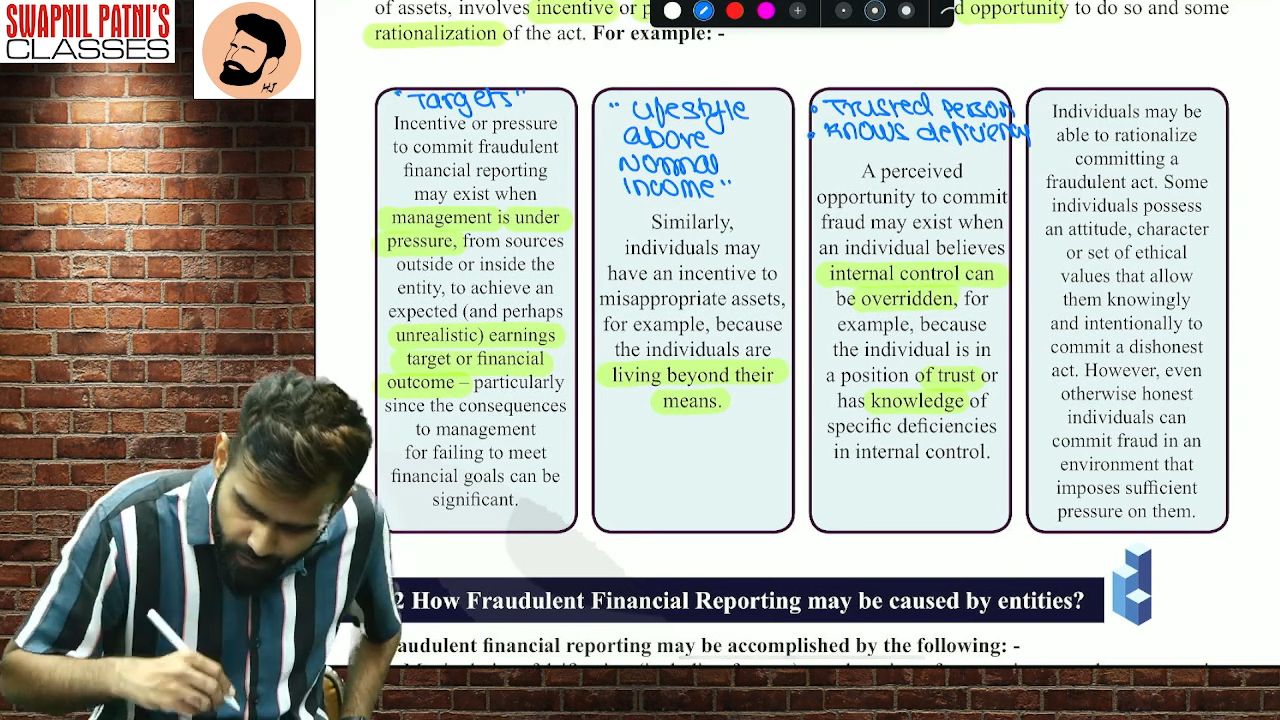 SWAPNIL PATNI'S
CLASSES
of assets, involves incentive or p
d opportunity to do so and some
rationalization of the act. For example: -
"Targets"
Incentive or pressure
to commit fraudulent
financial reporting
may exist when
management is under
pressure, from sources
outside or inside the
entity, to achieve an
expected (and perhaps
unrealistic) earnings
target or financial
outcome – particularly
since the consequences
to management
for failing to meet
financial goals can be
significant.
"Lifestyle
above
Normal
Income"
Similarly,
individuals may
have an incentive to
misappropriate assets,
for example, because
the individuals are
living beyond their
means.
• Trusted Person
• Knows deficiency
A perceived
opportunity to commit
fraud may exist when
an individual believes
internal control can
be overridden, for
example, because
the individual is in
a position of trust or
has knowledge of
specific deficiencies
in internal control.
Individuals may be
able to rationalize
committing a
fraudulent act. Some
individuals possess
an attitude, character
or set of ethical
values that allow
them knowingly
and intentionally to
commit a dishonest
act. However, even
otherwise honest
individuals can
commit fraud in an
environment that
imposes sufficient
pressure on them.
2 How Fraudulent Financial Reporting may be caused by entities?
audulent financial reporting may be accomplished by the following: -